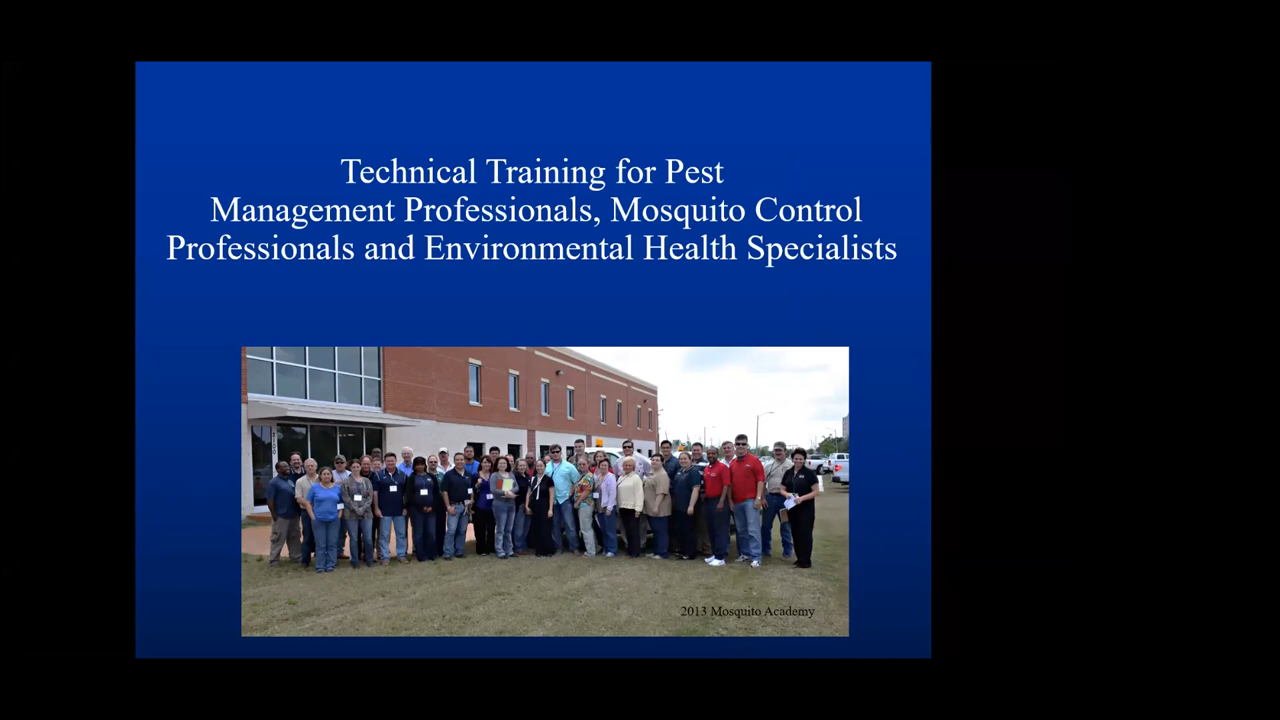 Technical Training for Pest
Management Professionals, Mosquito Control
Professionals and Environmental Health Specialists
2013 Mosquito Academy